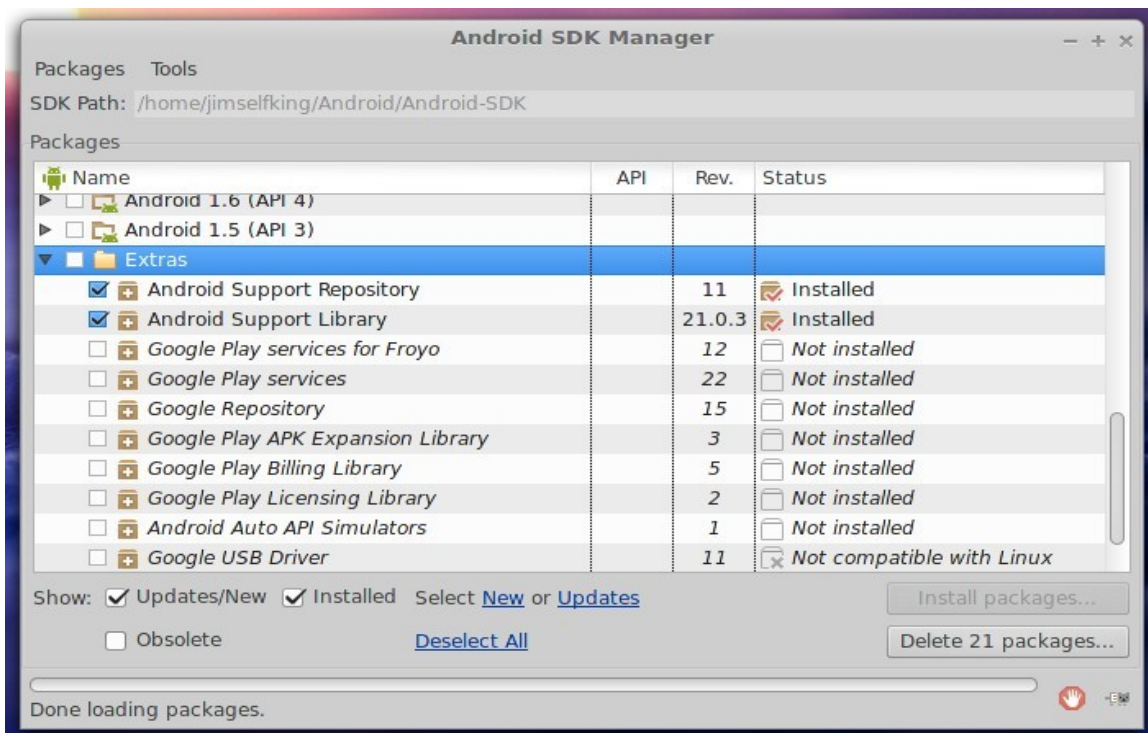 Android SDK Manager
Packages Tools
SDK Path: /home/jimselfking/Android/Android-SDK
Packages
Name API Rev. Status
Android 1.6 (API 4)
Android 1.5 (API 3)
Extras
Android Support Repository 11 Installed
Android Support Library 21.0.3 Installed
Google Play services for Froyo 12 Not installed
Google Play services 22 Not installed
Google Repository 15 Not installed
Google Play APK Expansion Library 3 Not installed
Google Play Billing Library 5 Not installed
Google Play Licensing Library 2 Not installed
Android Auto API Simulators 1 Not installed
Google USB Driver 11 Not compatible with Linux
Show: Updates/New Installed Select New or Updates Install packages...
Obsolete Deselect All Delete 21 packages...
Done loading packages.